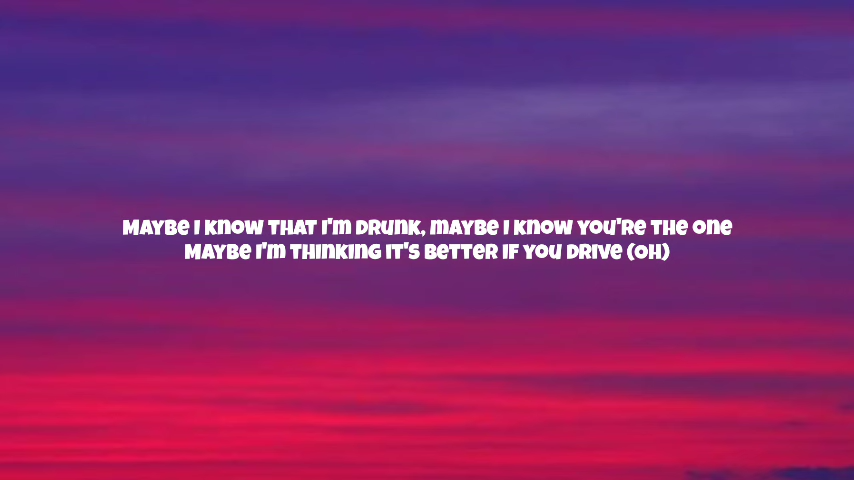 Maybe I know that I'm drunk, maybe I know you're the one
Maybe I'm thinking it's better if you drive (oh)